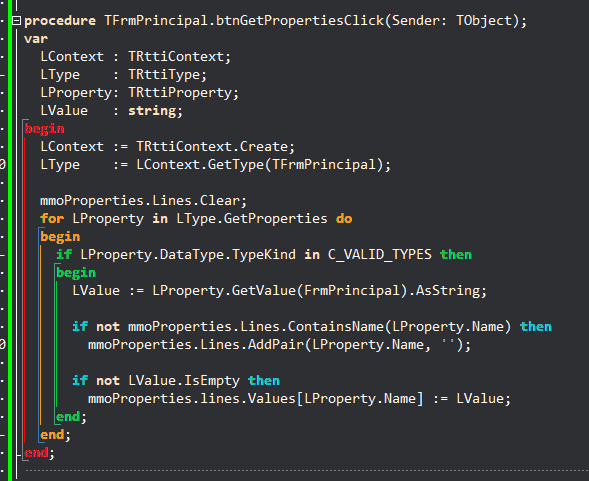 procedure TFrmPrincipal.btnGetPropertiesClick(Sender: TObject);
var
  LContext : TRttiContext;
  LType    : TRttiType;
  LProperty: TRttiProperty;
  LValue   : string;
begin
  LContext := TRttiContext.Create;
0 LType    := LContext.GetType(TFrmPrincipal);
  mmoProperties.Lines.Clear;
  for LProperty in LType.GetProperties do
  begin
    if LProperty.DataType.TypeKind in C_VALID_TYPES then
    begin
      LValue := LProperty.GetValue(FrmPrincipal).AsString;
      if not mmoProperties.Lines.ContainsName(LProperty.Name) then
0       mmoProperties.Lines.AddPair(LProperty.Name, '');
      if not LValue.IsEmpty then
        mmoProperties.lines.Values[LProperty.Name] := LValue;
    end;
  end;
end;